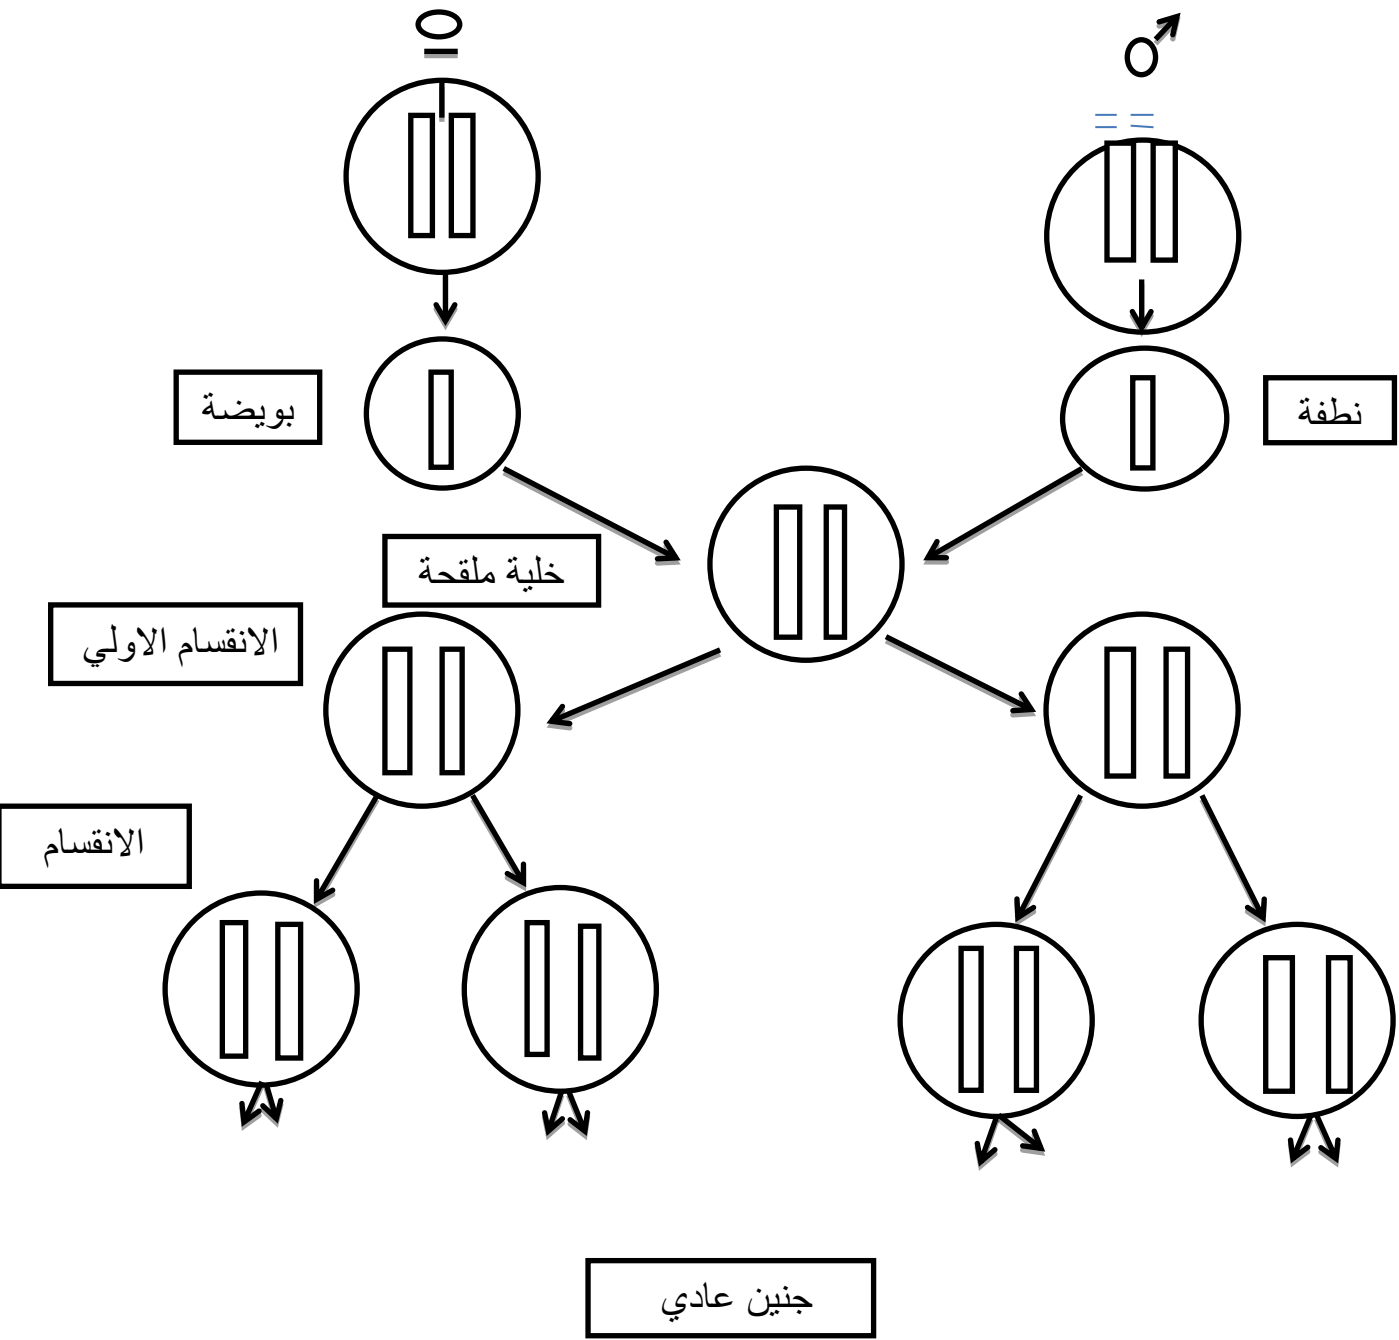 بويضة
نطفة
خلية ملقحة
الانقسام الاولي
الانقسام
جنين عادي